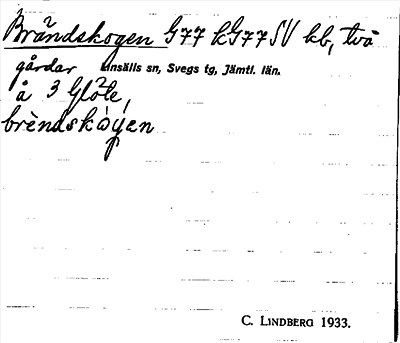 Brändskogen G77 kG77SV kb, två
gårdar Linsälls sn, Svegs tg, Jämtl. län.
å 3 Glöte,
brèndskògen
C. LINDBERG 1933.